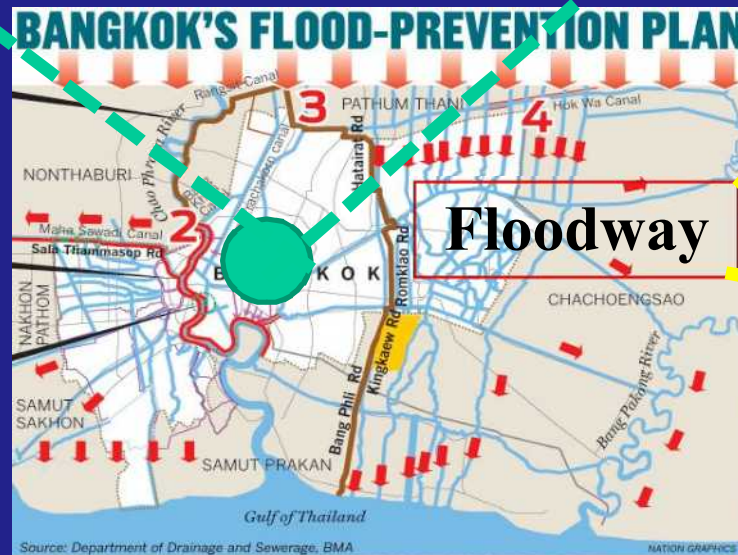 BANGKOK'S FLOOD-PREVENTION PLAN
Rangsit Canal
3
PATHUM THANI
4
Hok Wa Canal
Chao Phraya River
Hatairat Rd
NONTHABURI
2
Maha Sawadi Canal
Sala Thammasop Rd
Floodway
B KOK
Romklao Rd
NAKHON
PATHOM
CHACHOENGSAO
Kingkaew Rd
Bang Phli Rd
Bang Pakong River
SAMUT
SAKHON
SAMUT PRAKAN
Gulf of Thailand
Source: Department of Drainage and Sewerage, BMA
NATION GRAPHICS